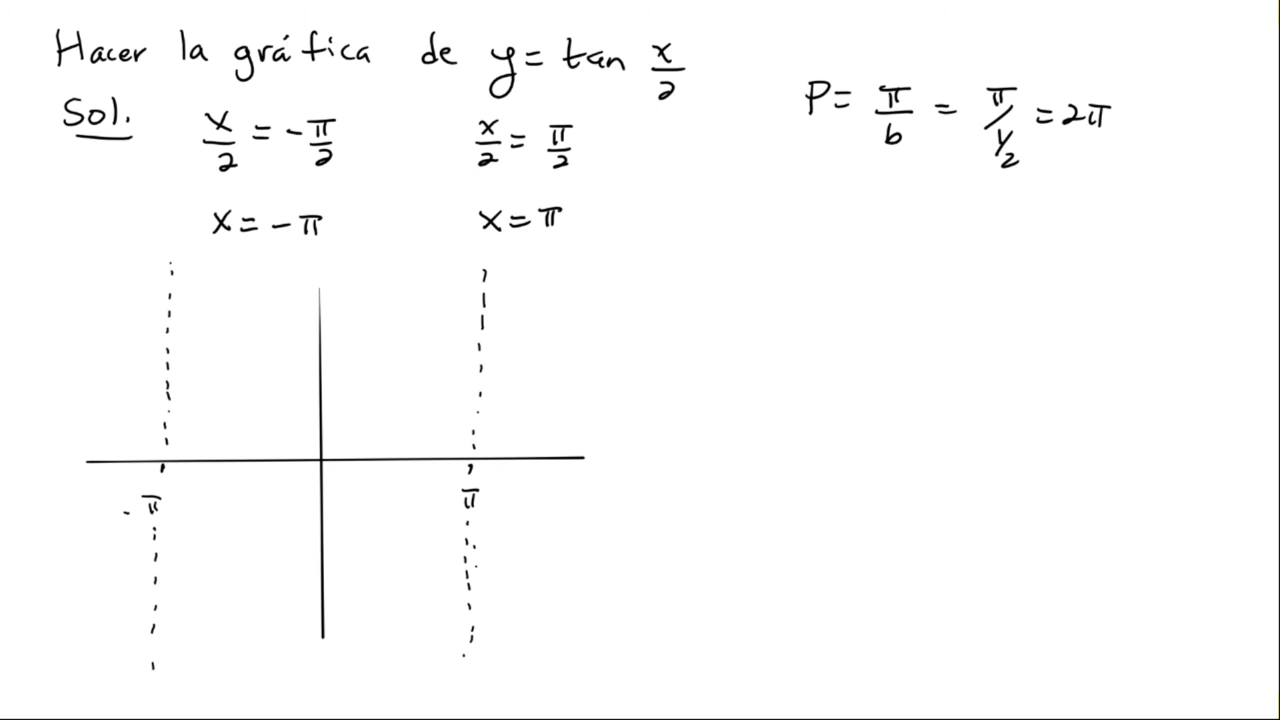 Hacer la gráfica de y = tan x/2
Sol. x/2 = -π/2 x/2 = π/2 P = π/b = π/1/2 = 2π
x = -π x = π
-π π